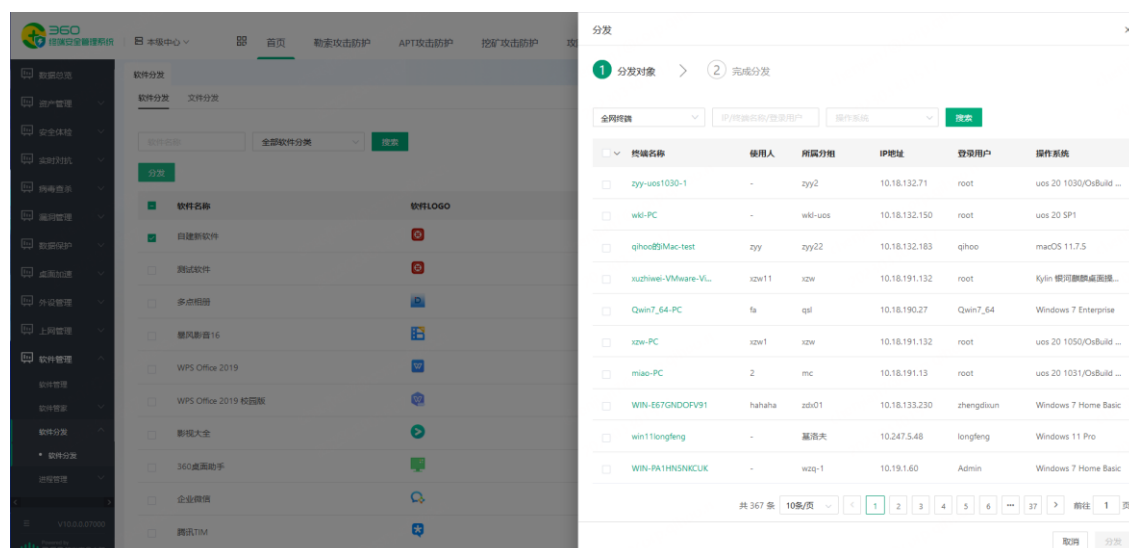 360
终端安全管理系统
本级中心
首页
勒索攻击防护
APT攻击防护
挖矿攻击防护
数据总览
资产管理
安全体检
实时对抗
病毒查杀
漏洞管理
数据保护
桌面加速
外设管理
上网管理
软件管理
软件管理
软件管家
软件分发
• 软件分发
进程管理
V10.0.0.07000
Powered by
软件分发
软件分发 文件分发
软件名称 全部软件分类 搜索
分发
软件名称 软件LOGO
自建新软件
测试软件
多点相册
暴风影音16
WPS Office 2019
WPS Office 2019 校园版
影视大全
360桌面助手
企业微信
腾讯TIM
分发
1 分发对象 > 2 完成分发
全网终端 IP/终端名称/登录用户 操作系统 搜索
终端名称 使用人 所属分组 IP地址 登录用户 操作系统
zyy-uos1030-1 - zyy2 10.18.132.71 root uos 20 1030/OsBuild ...
wkl-PC - wkl-uos 10.18.132.150 root uos 20 SP1
qihoo的iMac-test zyy zyy22 10.18.132.183 qihoo macOS 11.7.5
xuzhiwei-VMware-Vi... xzw11 xzw 10.18.191.132 root Kylin 银河麒麟桌面操...
Qwin7_64-PC fa qsl 10.18.190.27 Qwin7_64 Windows 7 Enterprise
xzw-PC xzw1 xzw 10.18.191.132 root uos 20 1050/OsBuild ...
miao-PC 2 mc 10.18.191.13 root uos 20 1031/OsBuild ...
WIN-E67GNDOFV91 hahaha zdx01 10.18.133.230 zhengdixun Windows 7 Home Basic
win11longfeng - 墓洛夫 10.247.5.48 longfeng Windows 11 Pro
WIN-PA1HN5NKCUK - wzq-1 10.19.1.60 Admin Windows 7 Home Basic
共 367 条 10条/页 < 1 2 3 4 5 6 ••• 37 > 前往 1 页
取消 分发